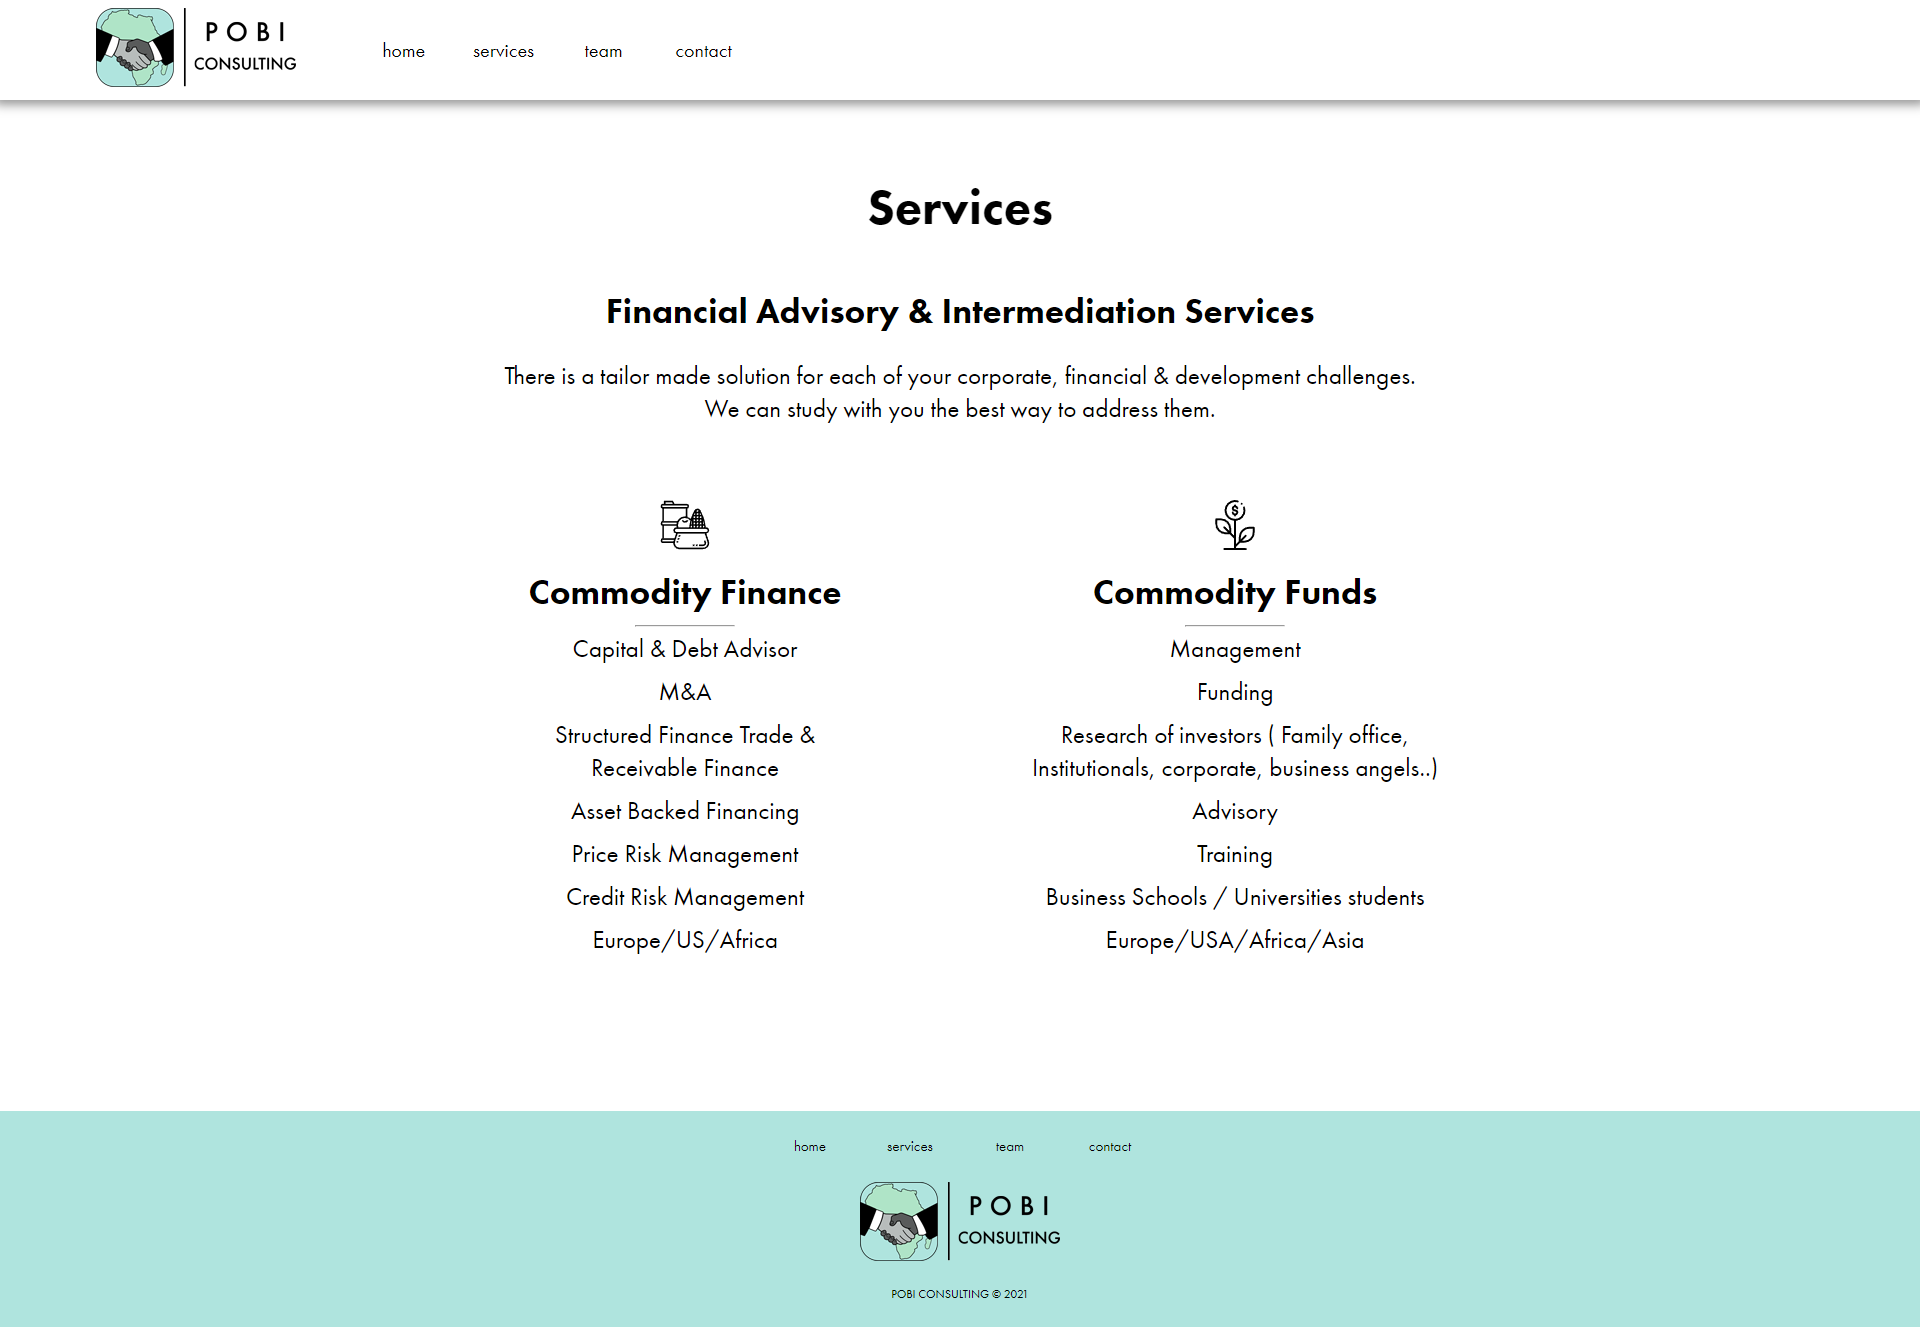 POBI
CONSULTING
home services team contact
Services
Financial Advisory & Intermediation Services
There is a tailor made solution for each of your corporate, financial & development challenges.
We can study with you the best way to address them.
$
Commodity Finance
Capital & Debt Advisor
M&A
Structured Finance Trade &
Receivable Finance
Asset Backed Financing
Price Risk Management
Credit Risk Management
Europe/US/Africa
Commodity Funds
Management
Funding
Research of investors ( Family office,
Institutionals, corporate, business angels..)
Advisory
Training
Business Schools / Universities students
Europe/USA/Africa/Asia
home services team contact
POBI
CONSULTING
POBI CONSULTING © 2021